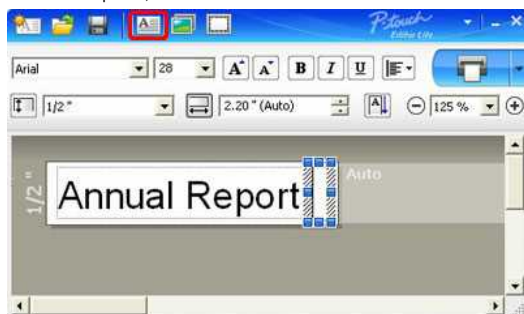 A
P-touch
Editor Lite
Arial
28
A A B I U
1/2"
2.20" (Auto)
A
125 %
1/2"
Annual Report
Auto